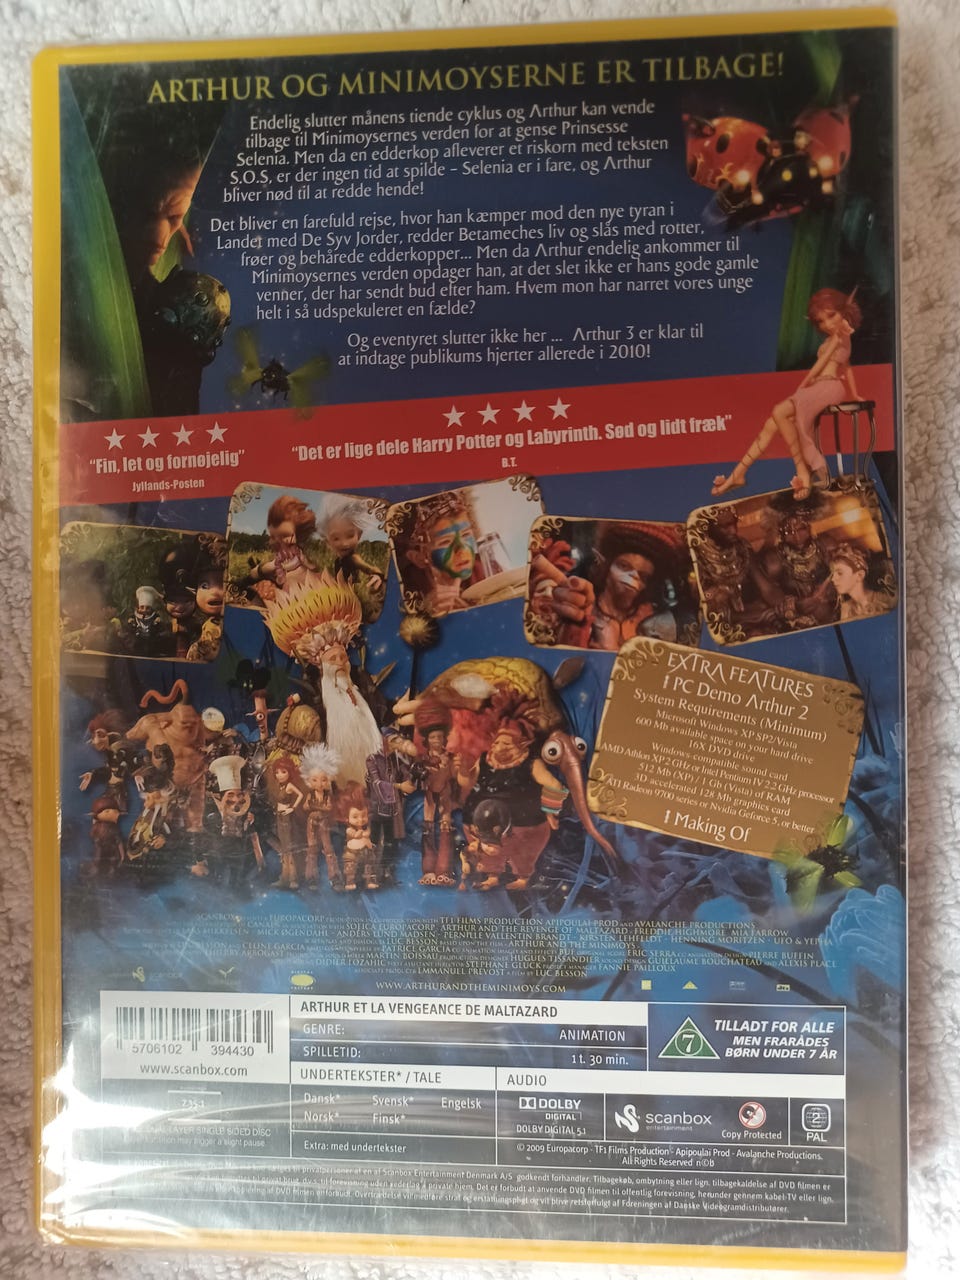 ARTHUR OG MINIMOYSERNE ER TILBAGE!
Endelig slutter månens tiende cyklus og Arthur kan vende
tilbage til Minimoysernes verden for at gense Prinsesse
Selenia. Men da en edderkop afleverer et riskorn med teksten
S.O.S, er der ingen tid at spilde – Selenia er i fare, og Arthur
bliver nød til at redde hende!
Det bliver en farefuld rejse, hvor han kæmper mod den nye tyran i
Landet med De Syv Jorder, redder Betameches liv og slås med rotter,
frøer og behårede edderkopper... Men da Arthur endelig ankommer til
Minimoysernes verden opdager han, at det slet ikke er hans gode gamle
venner, der har sendt bud efter ham. Hvem mon har narret vores unge
helt i så udspekuleret en fælde?
Og eventyret slutter ikke her ... Arthur 3 er klar til
at indtage publikums hjerter allerede i 2010!
"Fin, let og fornøjelig"
Jyllands-Posten
"Det er lige dele Harry Potter og Labyrinth. Sød og lidt fræk"
B.T.
EXTRA FEATURES
PC Demo Arthur 2
System Requirements (Minimum)
Microsoft Windows XP SP2/Vista
600 Mb available space on your hard drive
16X DVD drive
Windows compatible sound card
AMD Athlon XP 2 GHz or Intel Pentium IV 2.2 GHz processor
512 Mb (XP) / 1 Gb (Vista) of RAM
3D accelerated 128 Mb graphics card
ATI Radeon 9700 series or Nvidia Geforce 5, or better
Making Of
WWW.ARTHURANDTHEMINIMOYS.COM
5706102 394430
www.scanbox.com
ARTHUR ET LA VENGEANCE DE MALTAZARD
GENRE: ANIMATION
SPILLETID: 1 t. 30 min.
7
TILLADT FOR ALLE
MEN FRARÅDES
BØRN UNDER 7 ÅR
UNDERTEKSTER* / TALE
Dansk* Svensk* Engelsk
Norsk* Finsk*
Extra: med undertekster
AUDIO
DOLBY
DIGITAL
DOLBY DIGITAL 5.1
scanbox
entertainment
Copy Protected
2
PAL
© 2009 Europacorp - TF1 Films Production - Apipoulai Prod - Avalanche Productions.
All Rights Reserved
LAYER SINGLE SIDED DISC
may trigger a slight pause.